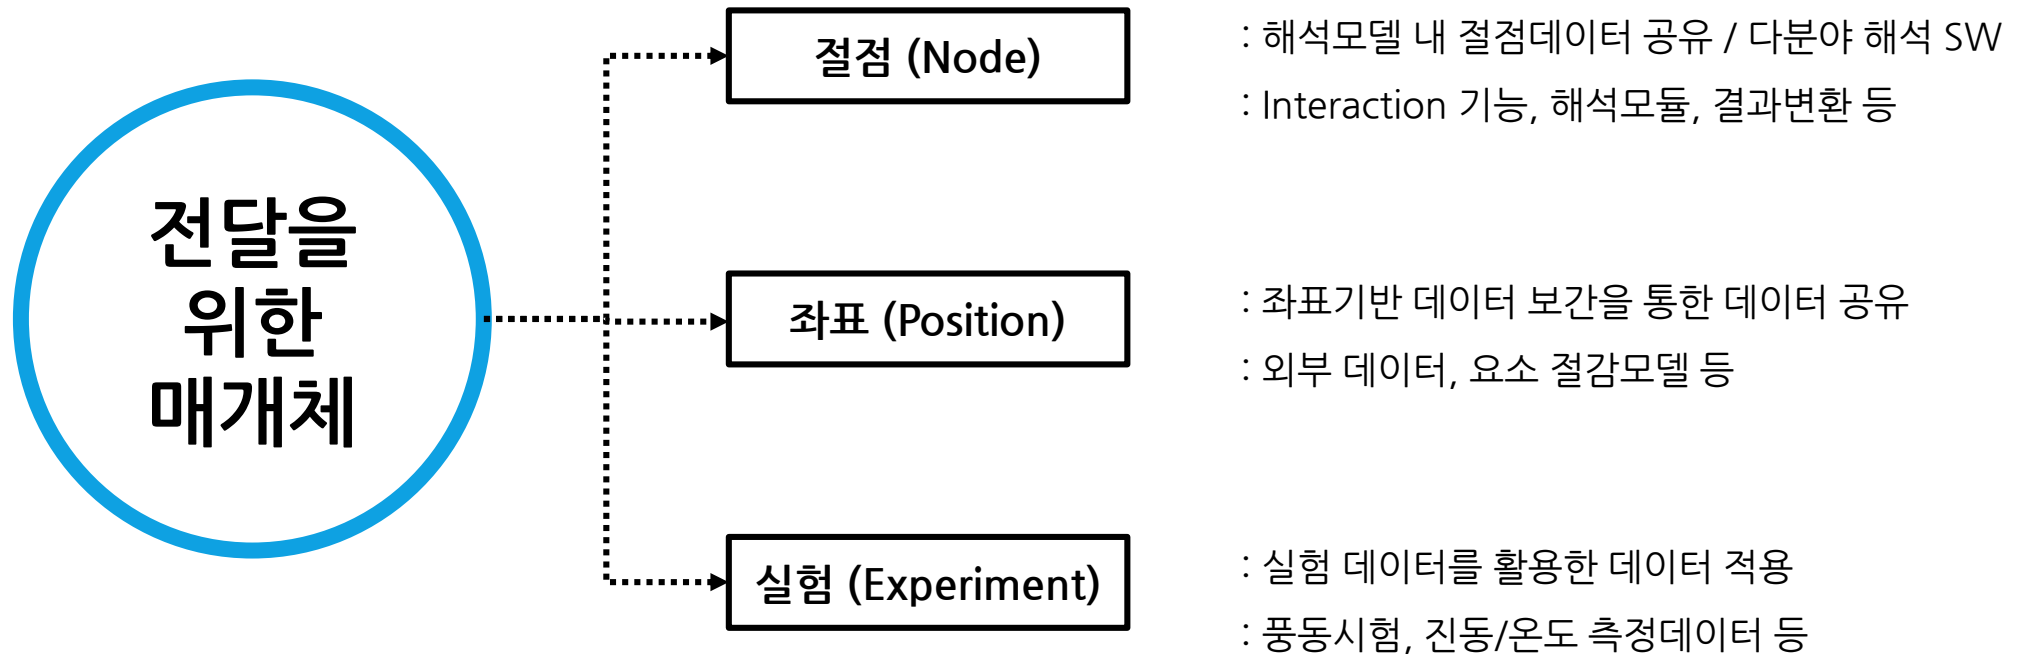 전달을
위한
매개체
절점 (Node)
: 해석모델 내 절점데이터 공유 / 다분야 해석 SW
: Interaction 기능, 해석모듈, 결과변환 등
좌표 (Position)
: 좌표기반 데이터 보간을 통한 데이터 공유
: 외부 데이터, 요소 절감모델 등
실험 (Experiment)
: 실험 데이터를 활용한 데이터 적용
: 풍동시험, 진동/온도 측정데이터 등